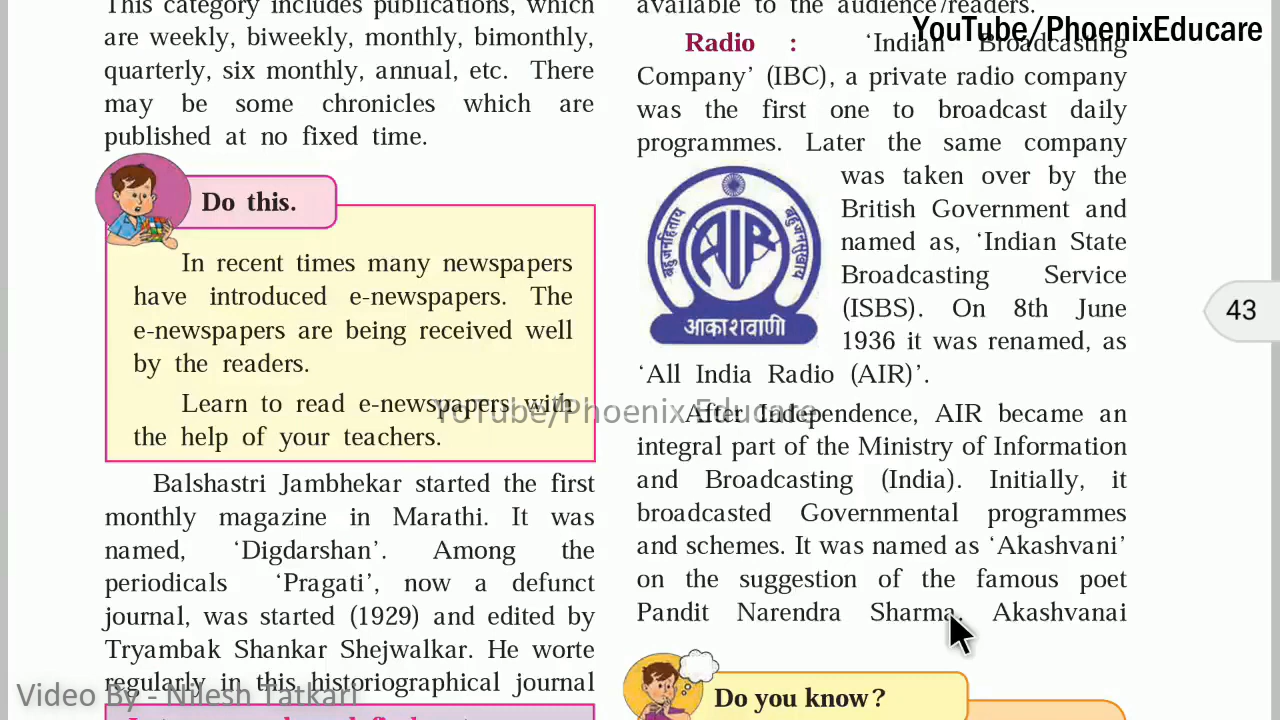 This category includes publications, which
are weekly, biweekly, monthly, bimonthly,
quarterly, six monthly, annual, etc. There
may be some chronicles which are
published at no fixed time.
Do this.
In recent times many newspapers
have introduced e-newspapers. The
e-newspapers are being received well
by the readers.
Learn to read e-newspapers with
the help of your teachers.
Balshastri Jambhekar started the first
monthly magazine in Marathi. It was
named, ‘Digdarshan’. Among the
periodicals ‘Pragati’, now a defunct
journal, was started (1929) and edited by
Tryambak Shankar Shejwalkar. He worte
regularly in this historiographical journal
Video By - Nilesh Tatkari
available to the audience/readers.
YouTube/PhoenixEducare
Radio : ‘Indian Broadcasting
Company’ (IBC), a private radio company
was the first one to broadcast daily
programmes. Later the same company
was taken over by the
British Government and
named as, ‘Indian State
Broadcasting Service
(ISBS). On 8th June
1936 it was renamed, as
‘All India Radio (AIR)’.
बहुजनहिताय
बहुजनसुखाय
AIR
आकाशवाणी
43
YouTube/Phoenix Educare
After Independence, AIR became an
integral part of the Ministry of Information
and Broadcasting (India). Initially, it
broadcasted Governmental programmes
and schemes. It was named as ‘Akashvani’
on the suggestion of the famous poet
Pandit Narendra Sharma. Akashvanai
Do you know?